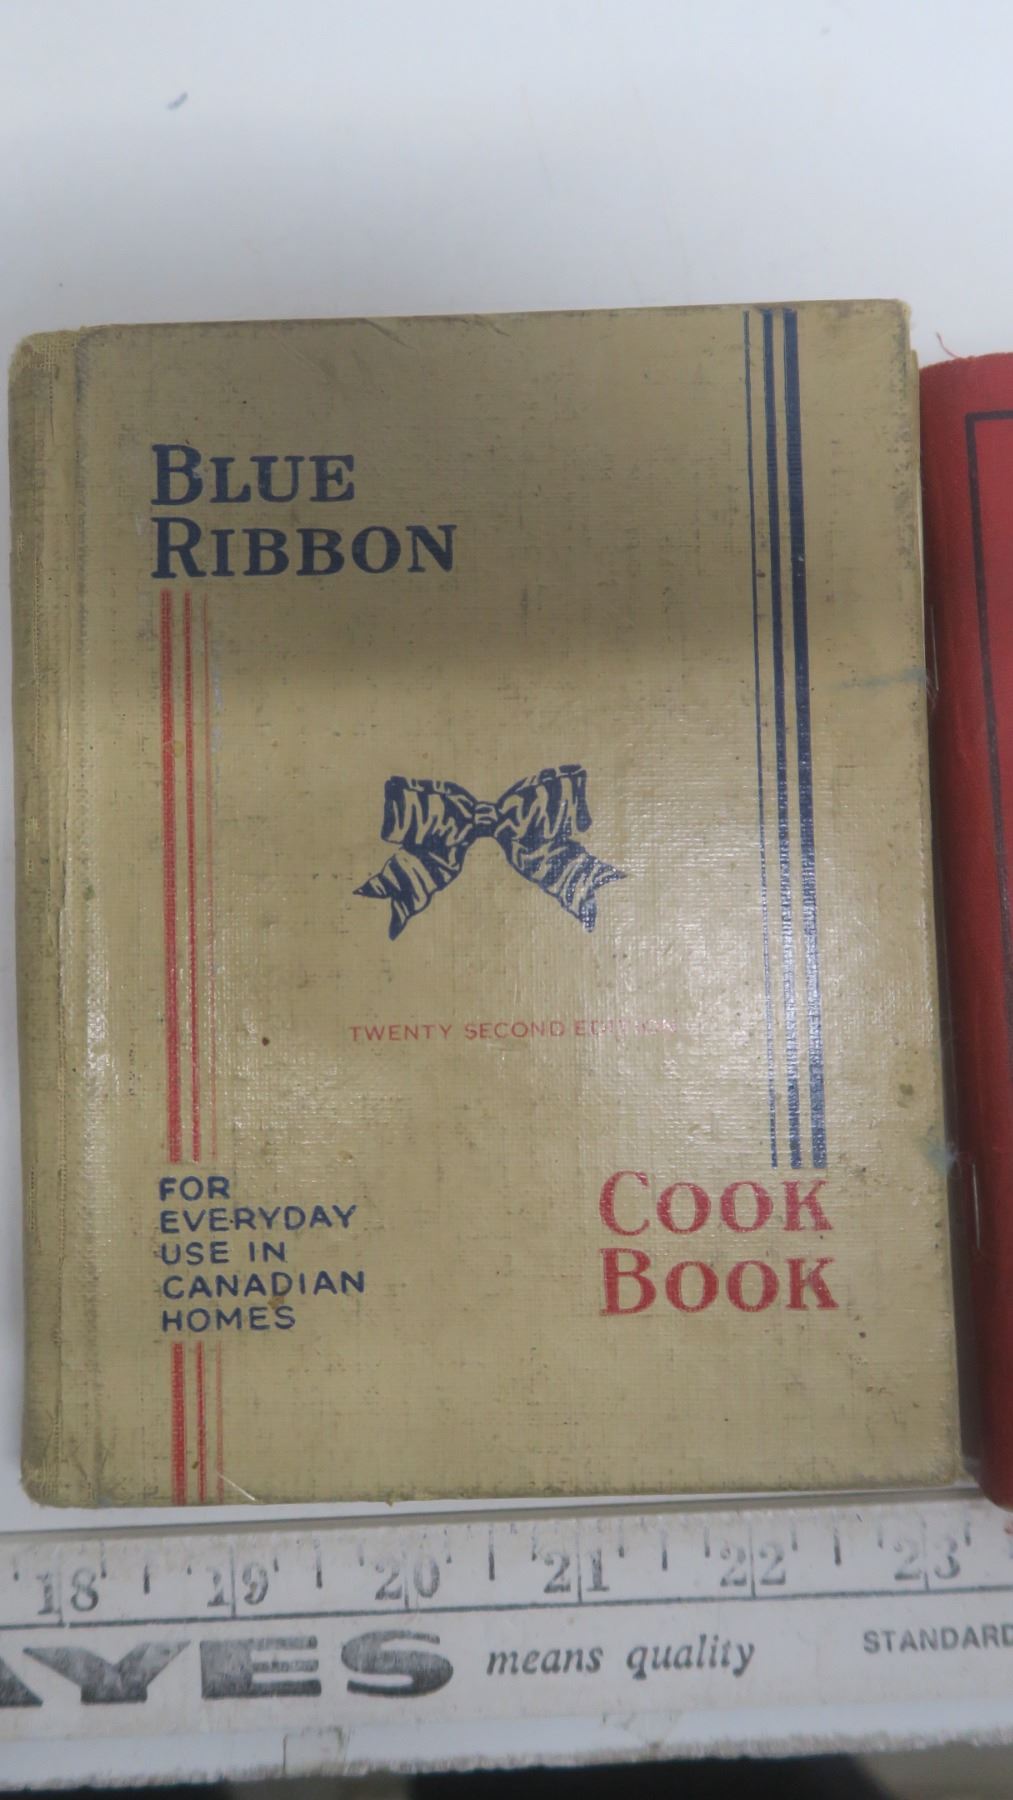 BLUE
RIBBON
TWENTY SECOND EDITION
FOR
EVERYDAY
USE IN
CANADIAN
HOMES
COOK
BOOK
18 19 20 21 22 23
means quality
STANDARD